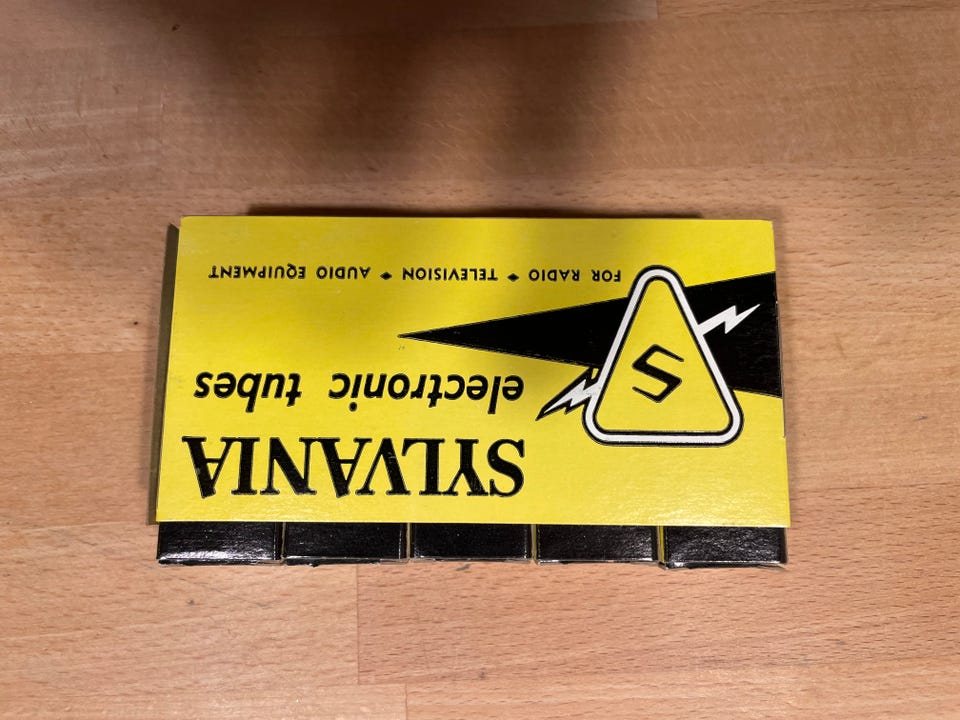 SYLVANIA
electronic tubes
FOR RADIO • TELEVISION • AUDIO EQUIPMENT
S